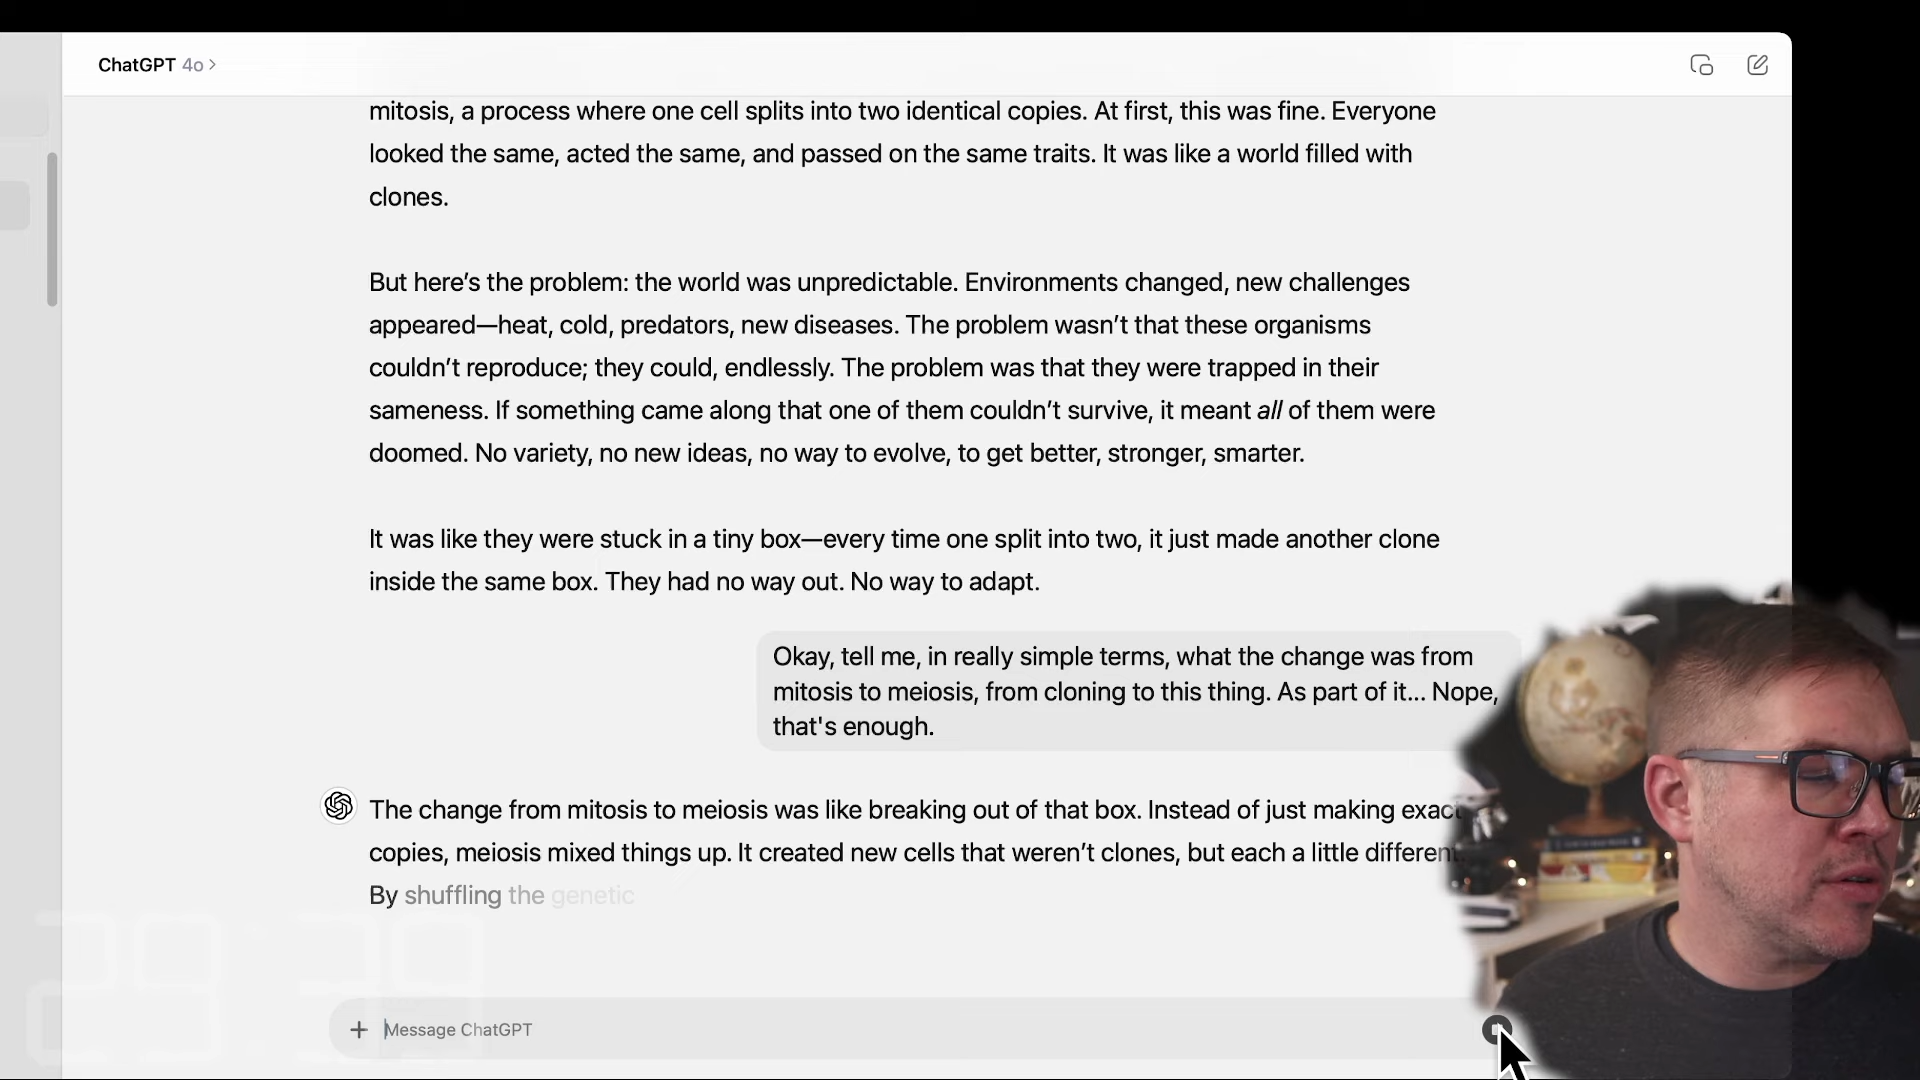 ChatGPT 4o >
mitosis, a process where one cell splits into two identical copies. At first, this was fine. Everyone
looked the same, acted the same, and passed on the same traits. It was like a world filled with
clones.
But here’s the problem: the world was unpredictable. Environments changed, new challenges
appeared—heat, cold, predators, new diseases. The problem wasn’t that these organisms
couldn’t reproduce; they could, endlessly. The problem was that they were trapped in their
sameness. If something came along that one of them couldn’t survive, it meant all of them were
doomed. No variety, no new ideas, no way to evolve, to get better, stronger, smarter.
It was like they were stuck in a tiny box—every time one split into two, it just made another clone
inside the same box. They had no way out. No way to adapt.
Okay, tell me, in really simple terms, what the change was from
mitosis to meiosis, from cloning to this thing. As part of it... Nope,
that's enough.
The change from mitosis to meiosis was like breaking out of that box. Instead of just making exact
copies, meiosis mixed things up. It created new cells that weren’t clones, but each a little different.
By shuffling the genetic
29:39
Message ChatGPT